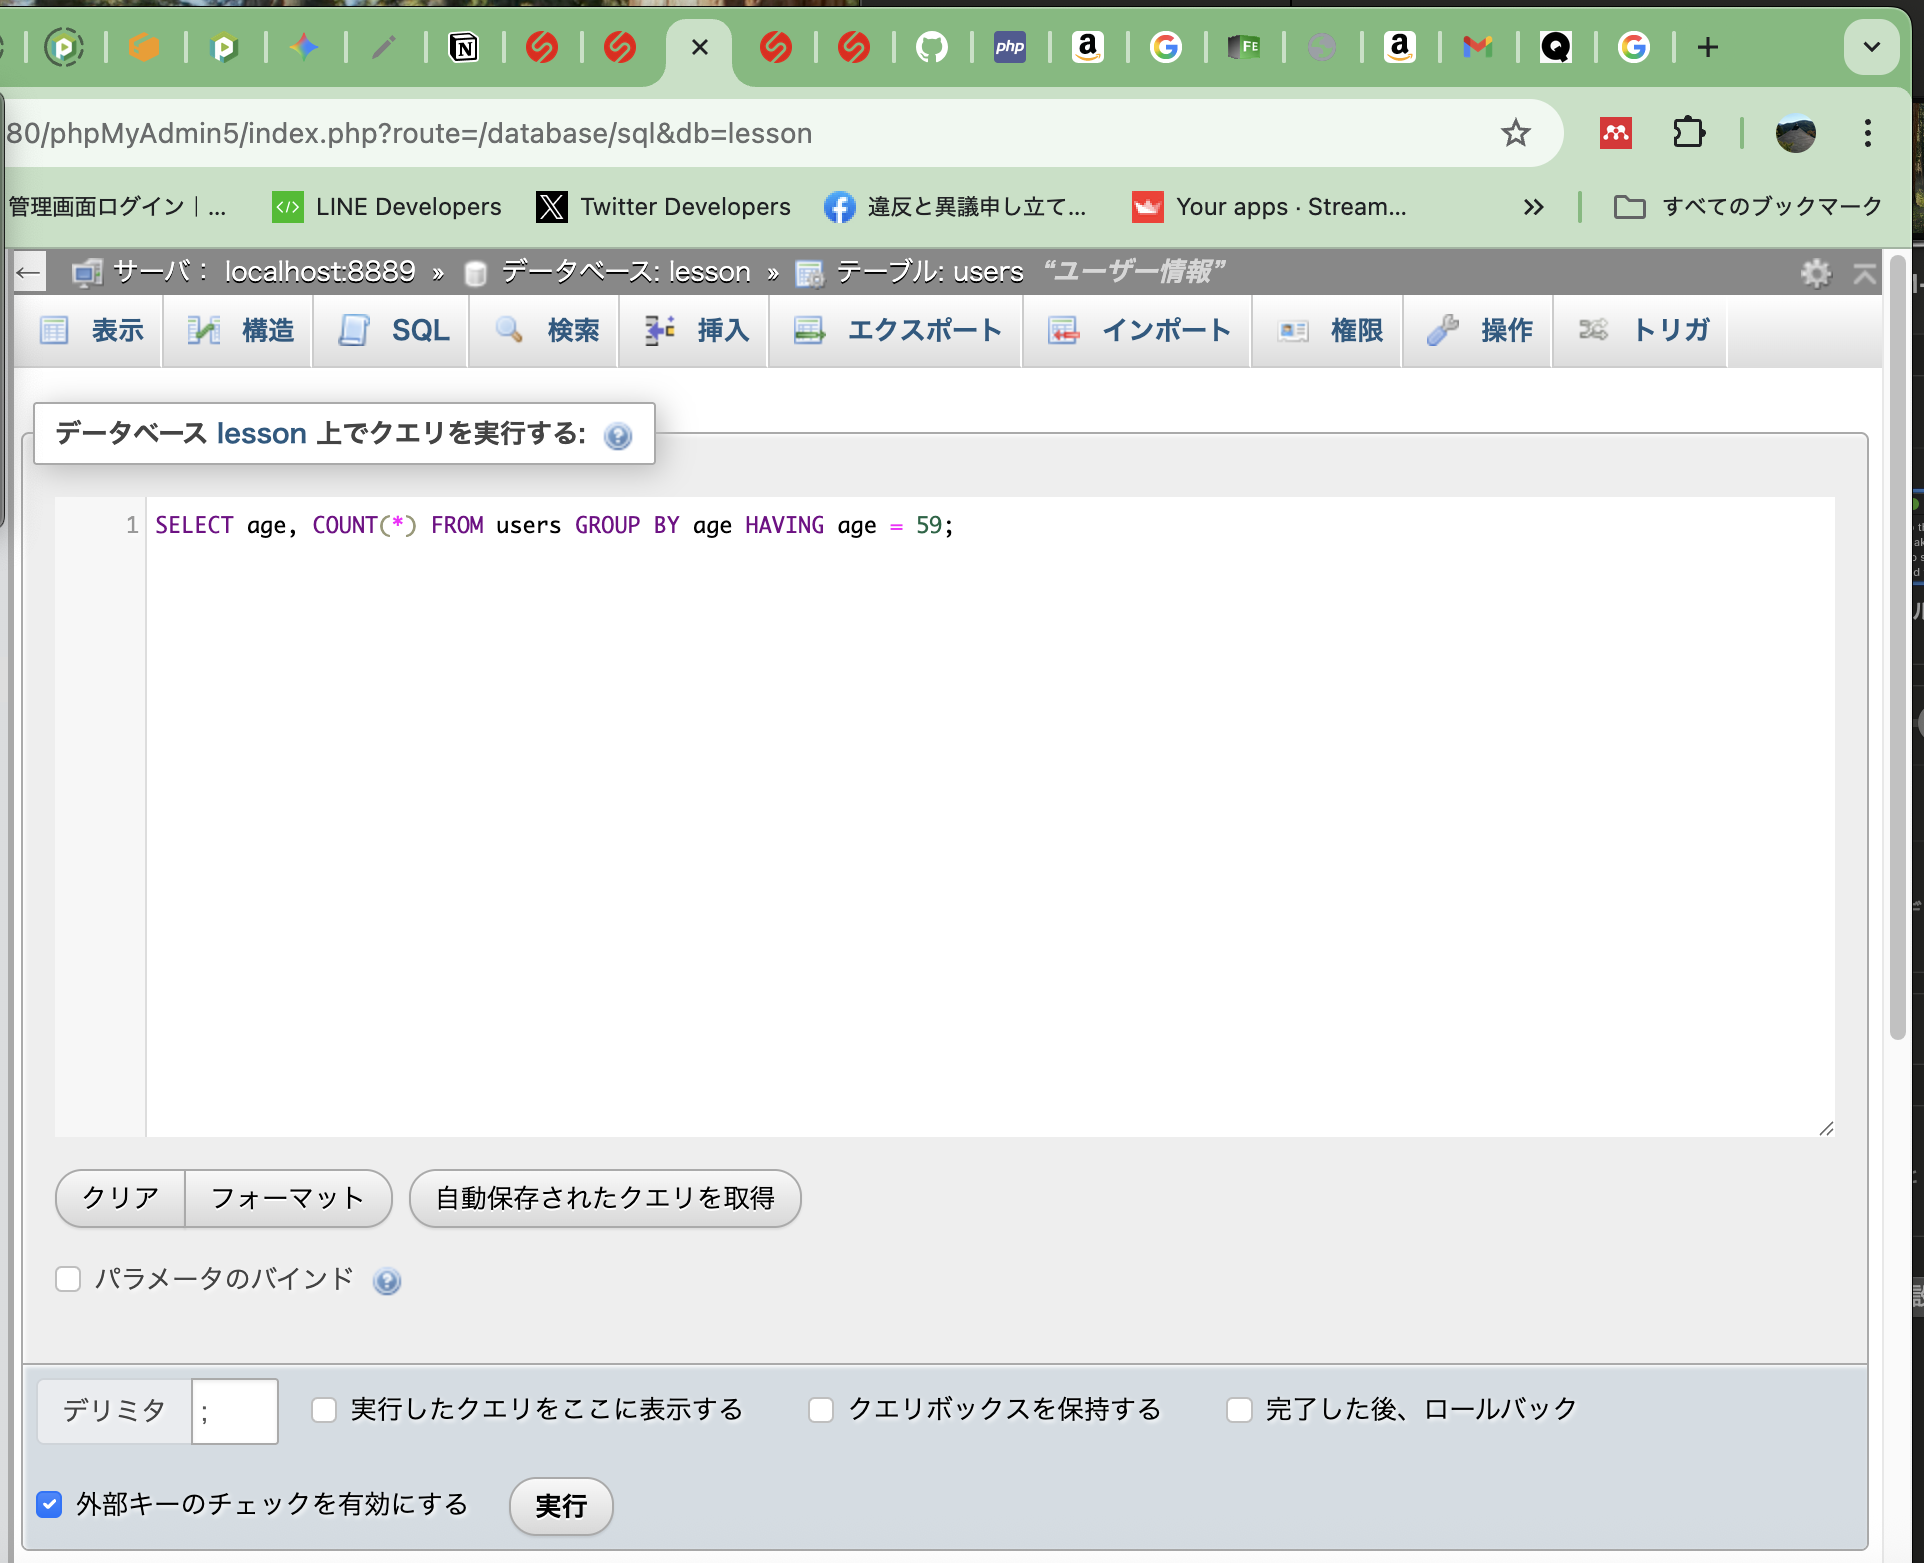 80/phpMyAdmin5/index.php?route=/database/sql&db=lesson
管理画面ログイン｜... LINE Developers Twitter Developers 違反と異議申し立て... Your apps · Stream... » すべてのブックマーク
← サーバ： localhost:8889 » データベース: lesson » テーブル: users “ユーザー情報”
表示 構造 SQL 検索 挿入 エクスポート インポート 権限 操作 トリガ
データベース lesson 上でクエリを実行する:
1 SELECT age, COUNT(*) FROM users GROUP BY age HAVING age = 59;
クリア フォーマット 自動保存されたクエリを取得
パラメータのバインド
デリミタ ; 実行したクエリをここに表示する クエリボックスを保持する 完了した後、ロールバック
外部キーのチェックを有効にする 実行